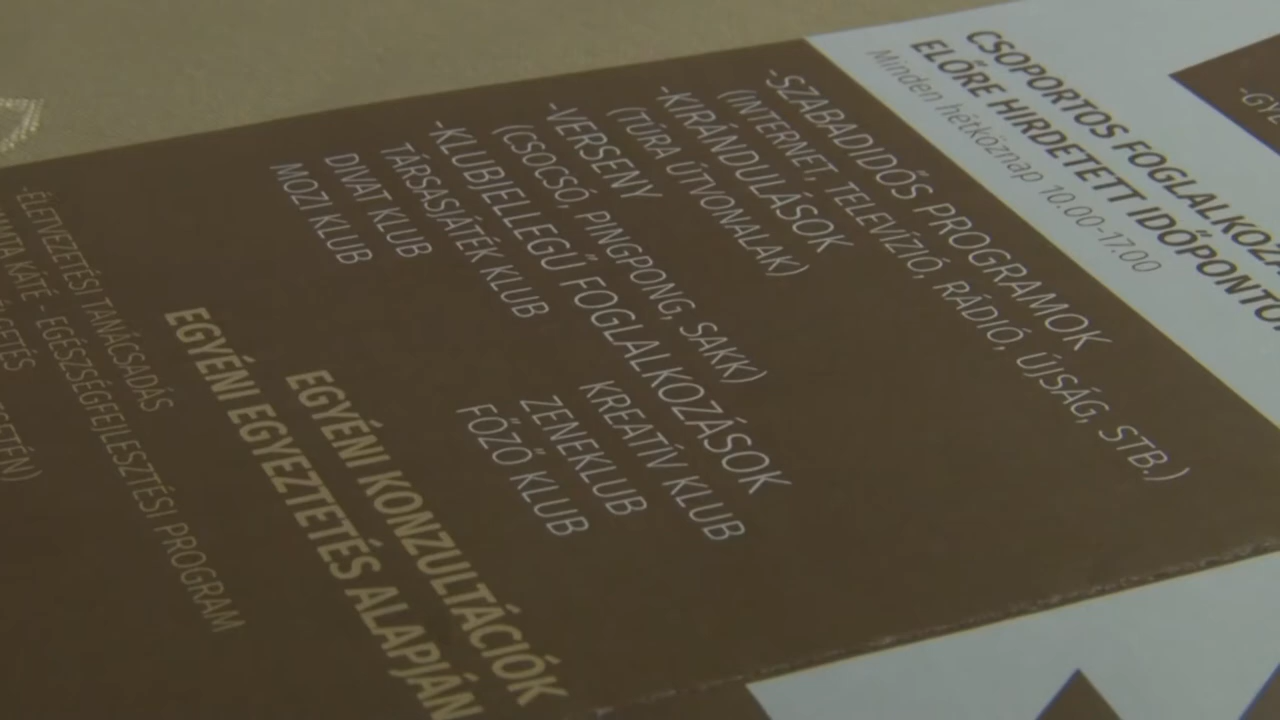 CSOPORTOS
ELŐRE HIRDETETT
Minden hétköznap 10.00-17.00
-SZABADIDŐS PROGRAMOK
(INTERNET, TELEVÍZIÓ, RÁDIÓ, ÚJSÁG, STB.)
-KIRÁNDULÁSOK
(TÚRA ÚTVONALAK)
-VERSENY
(CSOCSÓ, PINGPONG, SAKK)
-KLUBJELLEGŰ FOGLALKOZÁSOK
TÁRSASJÁTÉK KLUB
KREATÍV KLUB
DIVAT KLUB
ZENEKLUB
MOZI KLUB
FŐZŐ KLUB
EGYÉNI KONZULTÁCIÓK
EGYÉNI EGYEZTETÉS ALAPJÁN
-ÉLETVEZETÉSI TANÁCSADÁS
KÁTÉ - EGÉSZSÉGFEJLESZTÉSI PROGRAM